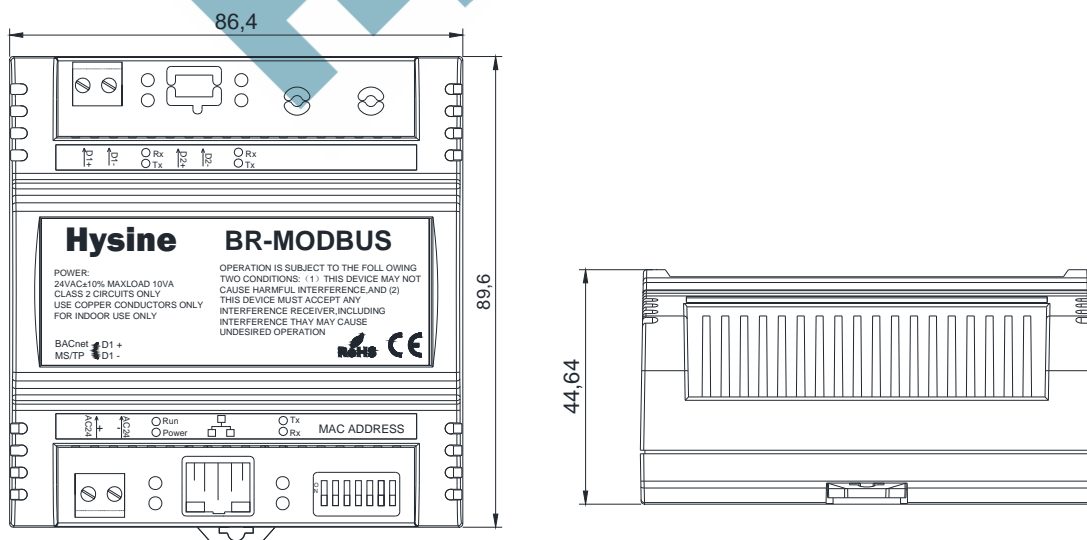 86,4
D1+ D1- Rx D2+ D2- Rx
Tx Tx
Hysine BR-MODBUS
POWER:
24VAC±10% MAXLOAD 10VA
CLASS 2 CIRCUITS ONLY
USE COPPER CONDUCTORS ONLY
FOR INDOOR USE ONLY
OPERATION IS SUBJECT TO THE FOLL OWING
TWO CONDITIONS:（1）THIS DEVICE MAY NOT
CAUSE HARMFUL INTERFERENCE,AND (2)
THIS DEVICE MUST ACCEPT ANY
INTERFERENCE RECEIVER,INCLUDING
INTERFERENCE THAY MAY CAUSE
UNDESIRED OPERATION
BACnet D1 +
MS/TP D1 -
RoHS CE
89,6
AC24 + AC24 - Run Tx
Power Rx MAC ADDRESS
ON
44,64